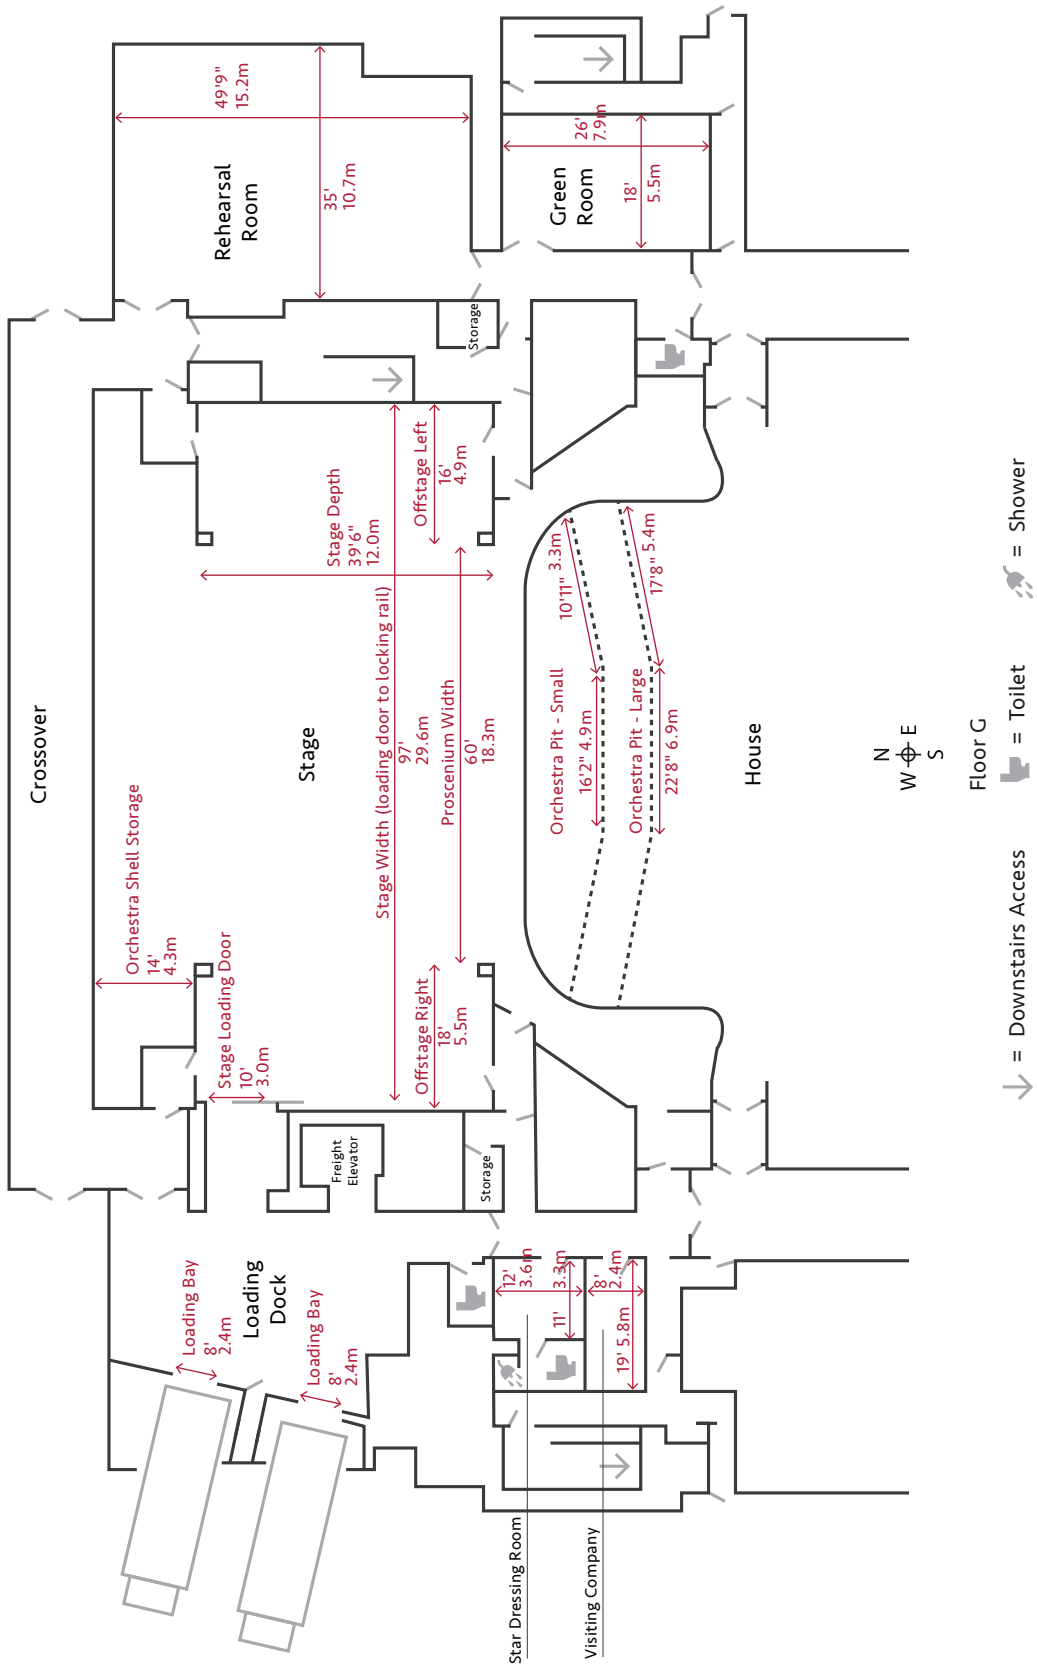 Crossover
Orchestra Shell Storage
14'
4.3m
Stage Loading Door
10'
3.0m
Stage
Stage Depth
39'6"
12.0m
Stage Width (loading door to locking rail)
97'
29.6m
Proscenium Width
60'
18.3m
Offstage Left
16'
4.9m
Offstage Right
18'
5.5m
Rehearsal
Room
49'9"
15.2m
35'
10.7m
Green
Room
26'
7.9m
18'
5.5m
Storage
Freight
Elevator
Storage
Loading
Dock
Loading Bay
8'
2.4m
Loading Bay
8'
2.4m
12'
3.6m
11'
3.3m
8'
2.4m
19' 5.8m
Star Dressing Room
Visiting Company
Orchestra Pit - Small
16'2" 4.9m
10'11" 3.3m
Orchestra Pit - Large
22'8" 6.9m
17'8" 5.4m
House
N
W E
S
Floor G
= Downstairs Access
= Toilet
= Shower